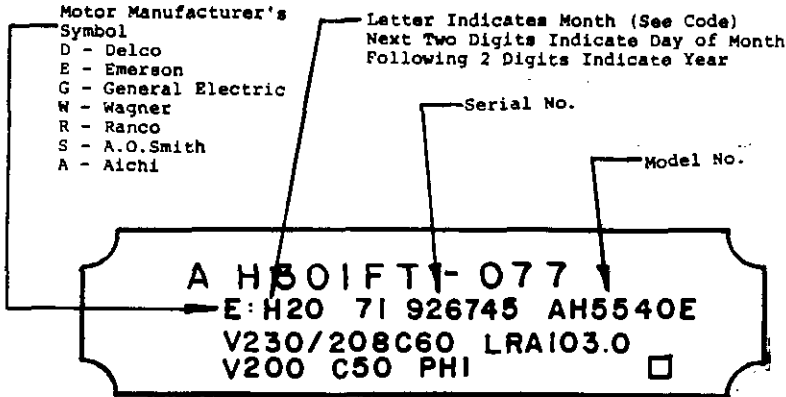 Motor Manufacturer's
Symbol
D - Delco
E - Emerson
G - General Electric
W - Wagner
R - Ranco
S - A.O.Smith
A - Aichi
Letter Indicates Month (See Code)
Next Two Digits Indicate Day of Month
Following 2 Digits Indicate Year
Serial No.
Model No.
A H501FT - 077
E: H20 71 926745 AH5540E
V230/208C60 LRA103.0
V200 C50 PH1